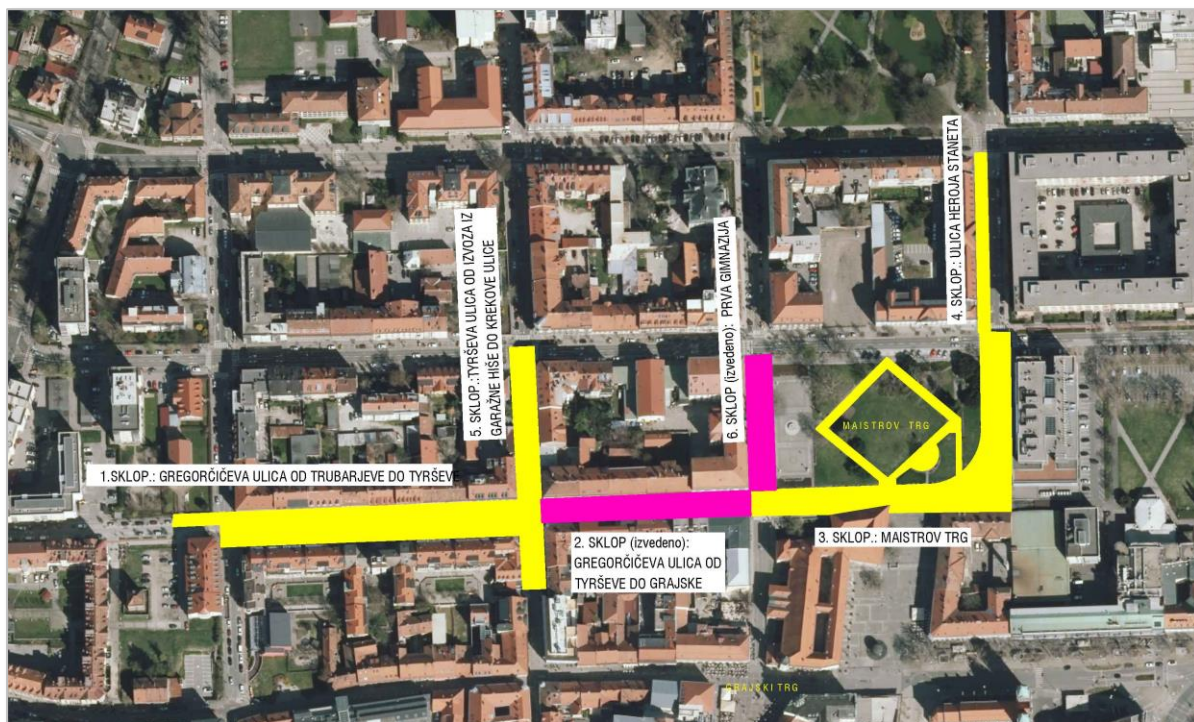 4. SKLOP.: ULICA HEROJA STANETA
5. SKLOP.:TYRŠEVA ULICA OD IZVOZA IZ
GARAŽNE HIŠE DO KREKOVE ULICE
6. SKLOP (izvedeno): PRVA GIMNAZIJA
MAISTROV TRG
1.SKLOP.: GREGORČIČEVA ULICA OD TRUBARJEVE DO TYRŠEVE
2. SKLOP (izvedeno):
GREGORČIČEVA ULICA OD
TYRŠEVE DO GRAJSKE
3. SKLOP.: MAISTROV TRG
GRAJSKI TRG